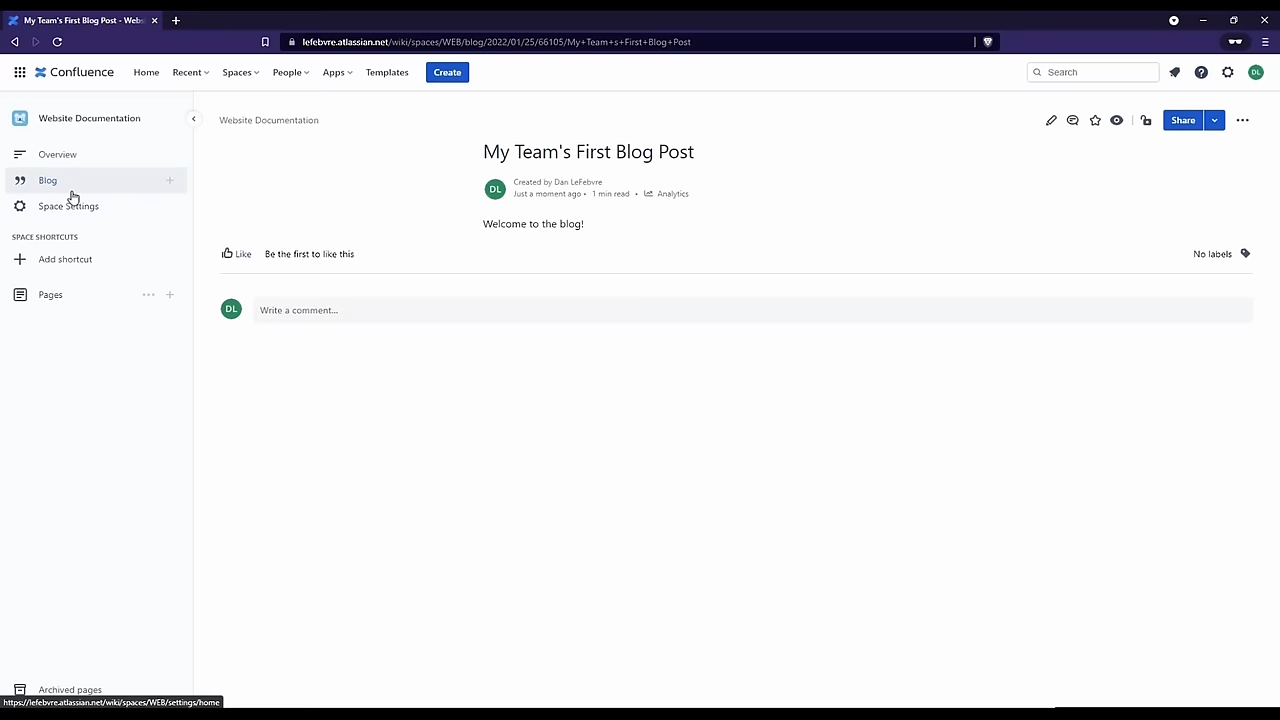 My Team's First Blog Post - Webs
lefebvre.atlassian.net/wiki/spaces/WEB/blog/2022/01/25/66105/My+Team+s+First+Blog+Post
Confluence Home Recent Spaces People Apps Templates Create Search DL
Website Documentation
Overview
Blog
Space Settings
SPACE SHORTCUTS
Add shortcut
Pages
Archived pages
Website Documentation Share
My Team's First Blog Post
DL
Created by Dan LeFebvre
Just a moment ago • 1 min read • Analytics
Welcome to the blog!
Like Be the first to like this No labels
DL Write a comment...
https://lefebvre.atlassian.net/wiki/spaces/WEB/settings/home